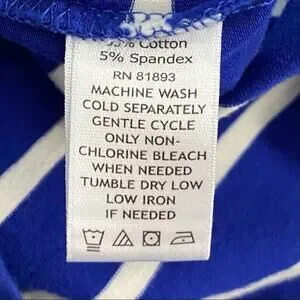 95% Cotton
5% Spandex
RN 81893
MACHINE WASH
COLD SEPARATELY
GENTLE CYCLE
ONLY NON-
CHLORINE BLEACH
WHEN NEEDED
TUMBLE DRY LOW
LOW IRON
IF NEEDED